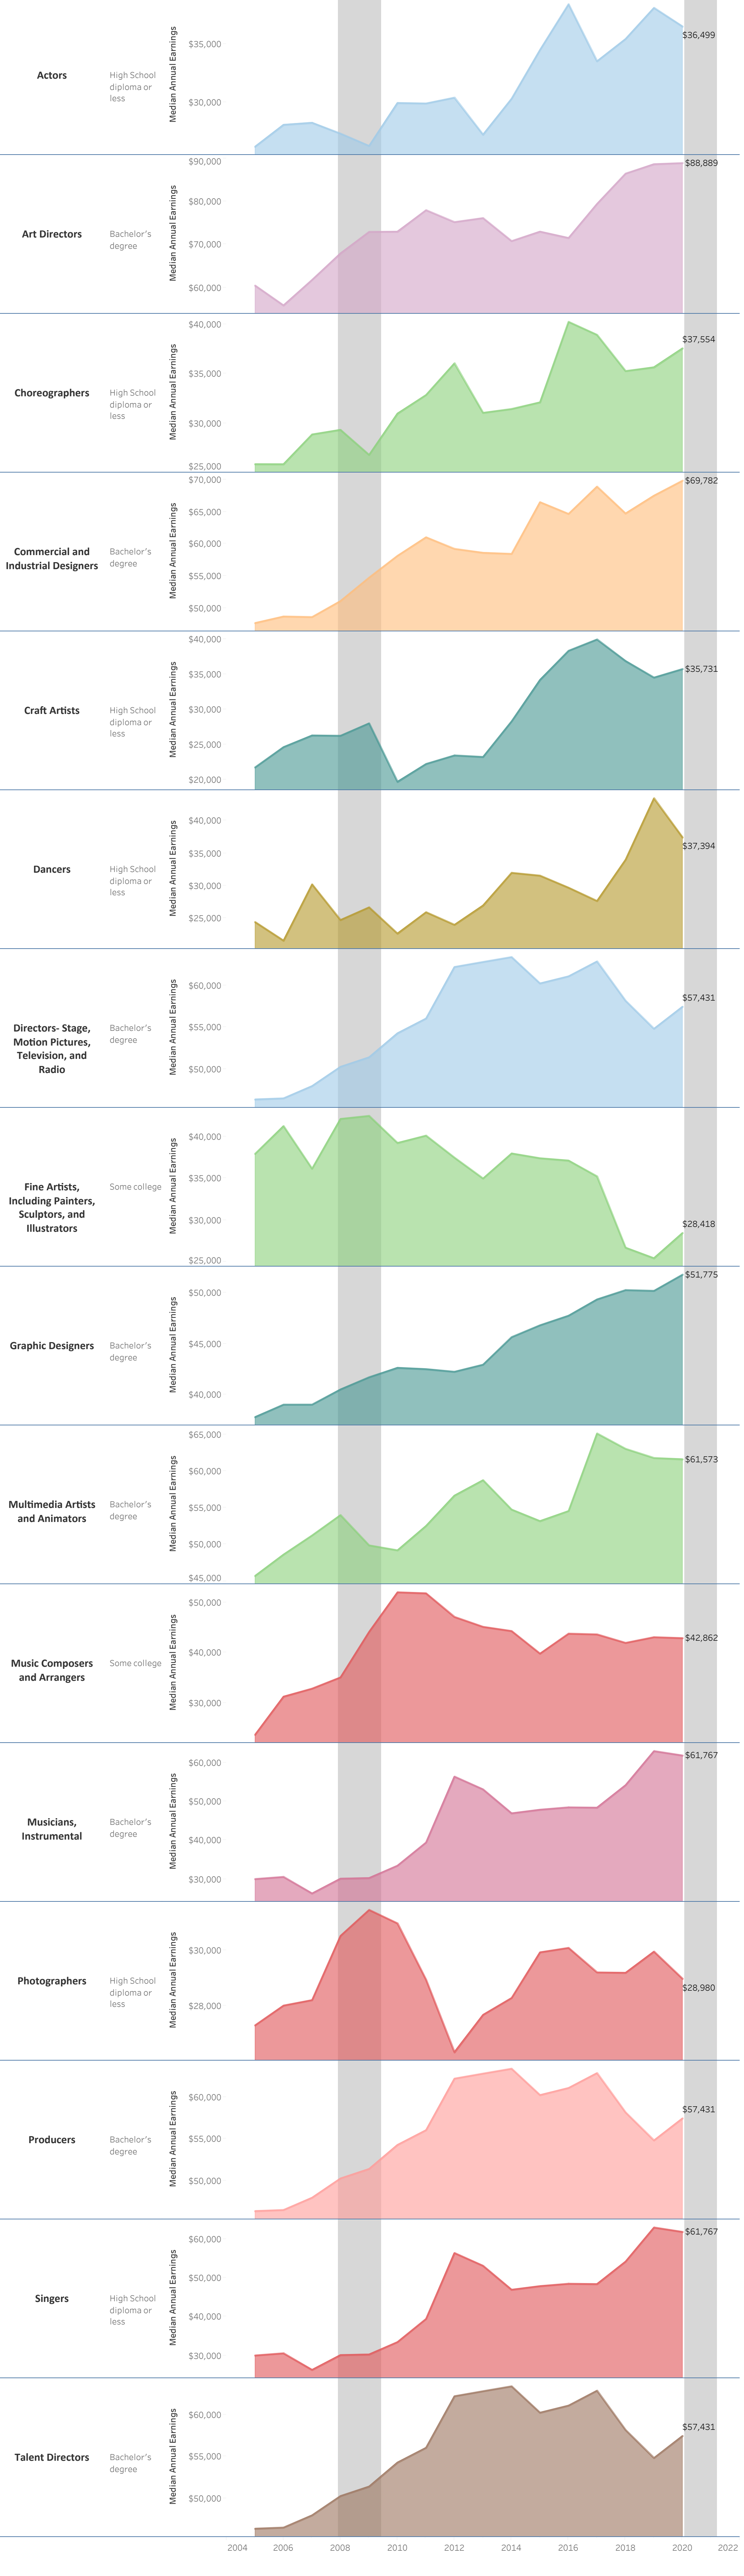 Actors
High School
diploma or
less
Median Annual Earnings
$35,000
$30,000
$36,499
Art Directors
Bachelor's
degree
Median Annual Earnings
$90,000
$80,000
$70,000
$60,000
$88,889
Choreographers
High School
diploma or
less
Median Annual Earnings
$40,000
$35,000
$30,000
$25,000
$37,554
Commercial and
Industrial Designers
Bachelor's
degree
Median Annual Earnings
$70,000
$65,000
$60,000
$55,000
$50,000
$69,782
Craft Artists
High School
diploma or
less
Median Annual Earnings
$40,000
$35,000
$30,000
$25,000
$20,000
$35,731
Dancers
High School
diploma or
less
Median Annual Earnings
$40,000
$35,000
$30,000
$25,000
$37,394
Directors- Stage,
Motion Pictures,
Television, and
Radio
Bachelor's
degree
Median Annual Earnings
$60,000
$55,000
$50,000
$57,431
Fine Artists,
Including Painters,
Sculptors, and
Illustrators
Some college
Median Annual Earnings
$40,000
$35,000
$30,000
$25,000
$28,418
Graphic Designers
Bachelor's
degree
Median Annual Earnings
$50,000
$45,000
$40,000
$51,775
Multimedia Artists
and Animators
Bachelor's
degree
Median Annual Earnings
$65,000
$60,000
$55,000
$50,000
$45,000
$61,573
Music Composers
and Arrangers
Some college
Median Annual Earnings
$50,000
$40,000
$30,000
$42,862
Musicians,
Instrumental
Bachelor's
degree
Median Annual Earnings
$60,000
$50,000
$40,000
$30,000
$61,767
Photographers
High School
diploma or
less
Median Annual Earnings
$30,000
$28,000
$28,980
Producers
Bachelor's
degree
Median Annual Earnings
$60,000
$55,000
$50,000
$57,431
Singers
High School
diploma or
less
Median Annual Earnings
$60,000
$50,000
$40,000
$30,000
$61,767
Talent Directors
Bachelor's
degree
Median Annual Earnings
$60,000
$55,000
$50,000
$57,431
2004 2006 2008 2010 2012 2014 2016 2018 2020 2022